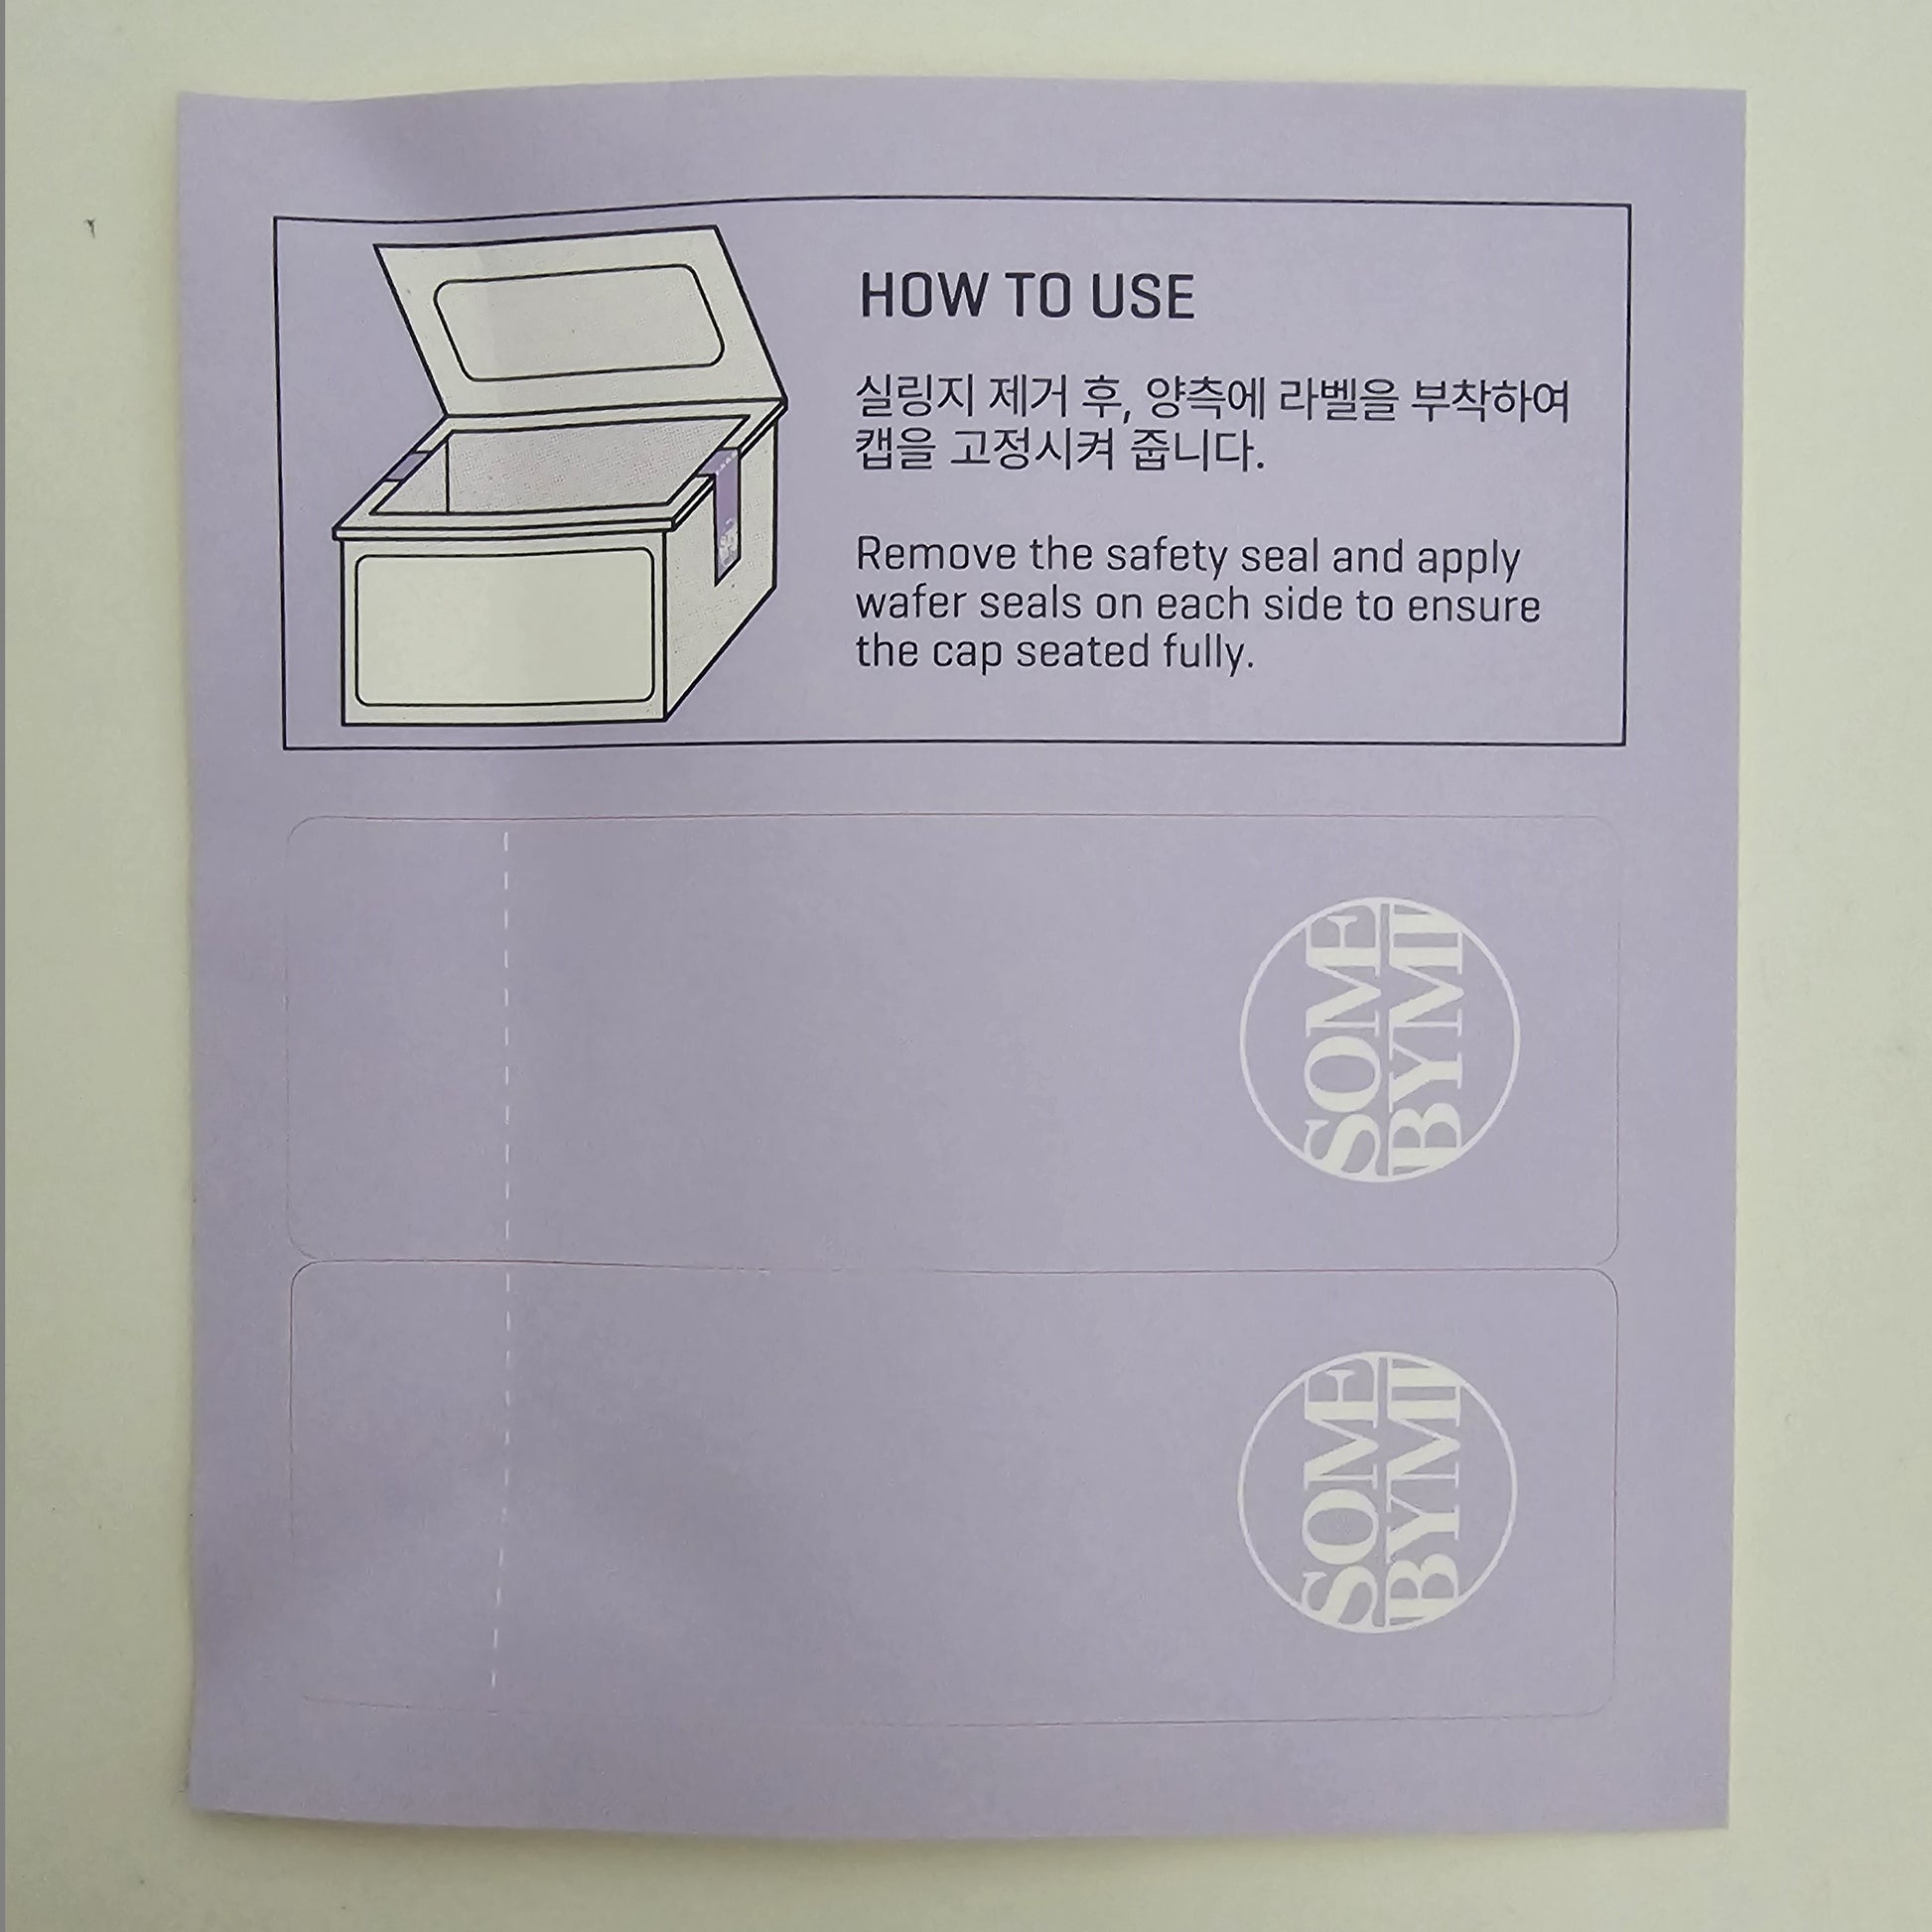 HOW TO USE
실링지 제거 후, 양측에 라벨을 부착하여
캡을 고정시켜 줍니다.
Remove the safety seal and apply
wafer seals on each side to ensure
the cap seated fully.
SOME
BYMI
SOME
BYMI